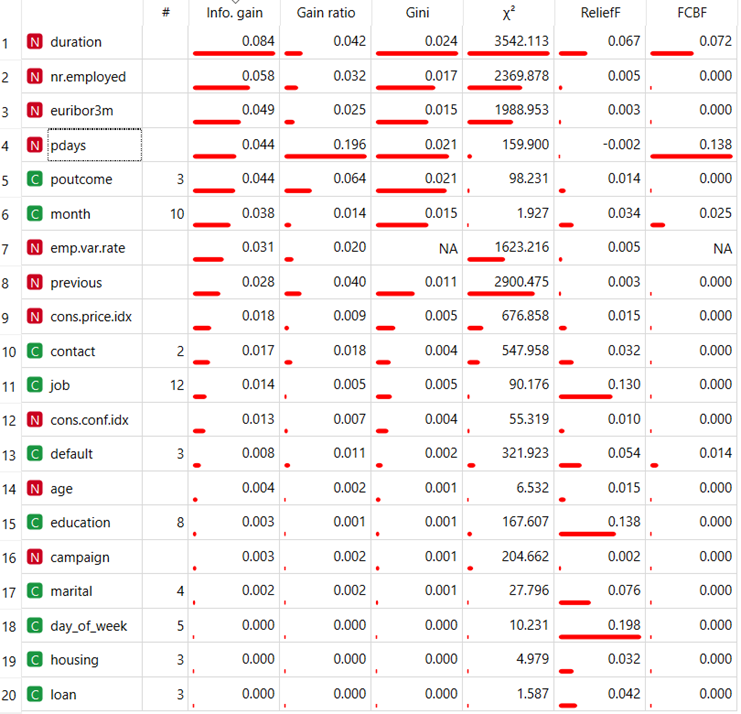 # Info. gain Gain ratio Gini χ² ReliefF FCBF
1 N duration 0.084 0.042 0.024 3542.113 0.067 0.072
2 N nr.employed 0.058 0.032 0.017 2369.878 0.005 0.000
3 N euribor3m 0.049 0.025 0.015 1988.953 0.003 0.000
4 N pdays 0.044 0.196 0.021 159.900 -0.002 0.138
5 C poutcome 3 0.044 0.064 0.021 98.231 0.014 0.000
6 C month 10 0.038 0.014 0.015 1.927 0.034 0.025
7 N emp.var.rate 0.031 0.020 NA 1623.216 0.005 NA
8 N previous 0.028 0.040 0.011 2900.475 0.003 0.000
9 N cons.price.idx 0.018 0.009 0.005 676.858 0.015 0.000
10 C contact 2 0.017 0.018 0.004 547.958 0.032 0.000
11 C job 12 0.014 0.005 0.005 90.176 0.130 0.000
12 N cons.conf.idx 0.013 0.007 0.004 55.319 0.010 0.000
13 C default 3 0.008 0.011 0.002 321.923 0.054 0.014
14 N age 0.004 0.002 0.001 6.532 0.015 0.000
15 C education 8 0.003 0.001 0.001 167.607 0.138 0.000
16 N campaign 0.003 0.002 0.001 204.662 0.002 0.000
17 C marital 4 0.002 0.002 0.001 27.796 0.076 0.000
18 C day_of_week 5 0.000 0.000 0.000 10.231 0.198 0.000
19 C housing 3 0.000 0.000 0.000 4.979 0.032 0.000
20 C loan 3 0.000 0.000 0.000 1.587 0.042 0.000